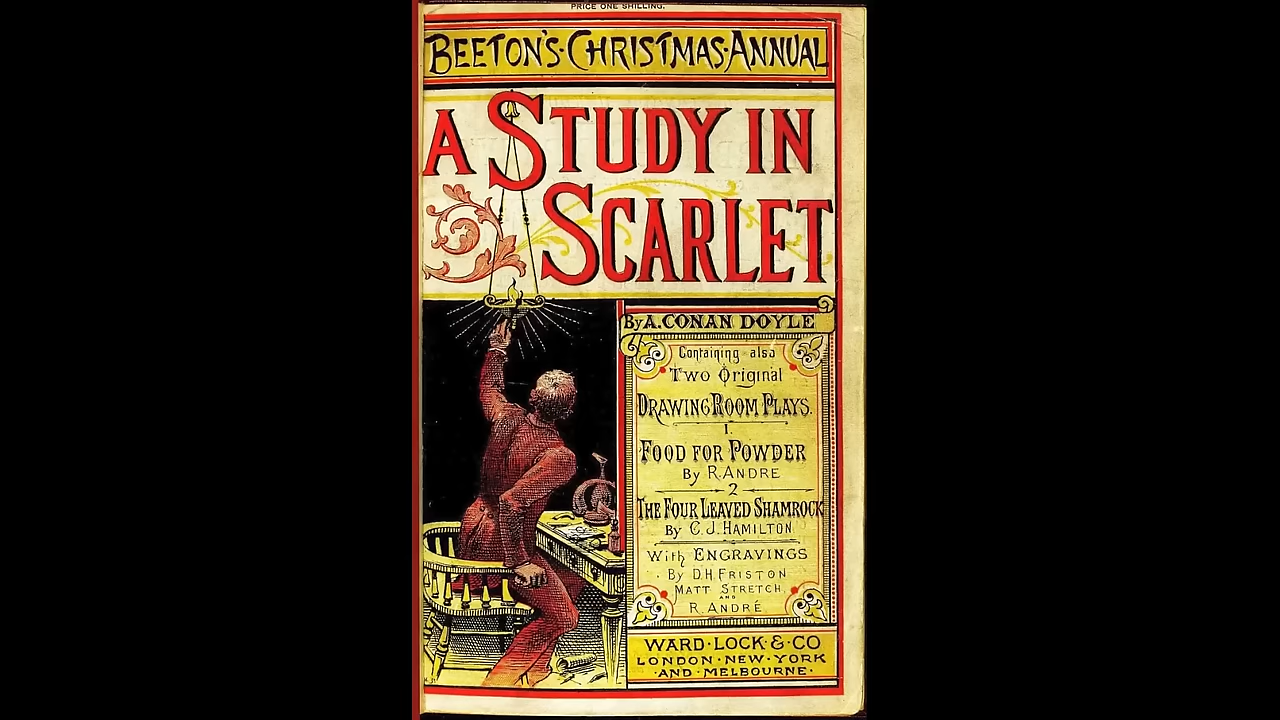 PRICE ONE SHILLING.
BEETON'S·CHRISTMAS·ANNUAL
A STUDY IN
SCARLET
By A. CONAN DOYLE
Containing also
Two Original
DRAWING ROOM PLAYS.
1.
FOOD FOR POWDER
By R. ANDRE
2
THE FOUR LEAVED SHAMROCK
By C. J. HAMILTON
With ENGRAVINGS
By D.H. FRISTON
MATT STRETCH,
AND
R. ANDRÉ
WARD·LOCK·&·CO
LONDON·NEW·YORK
·AND·MELBOURNE·